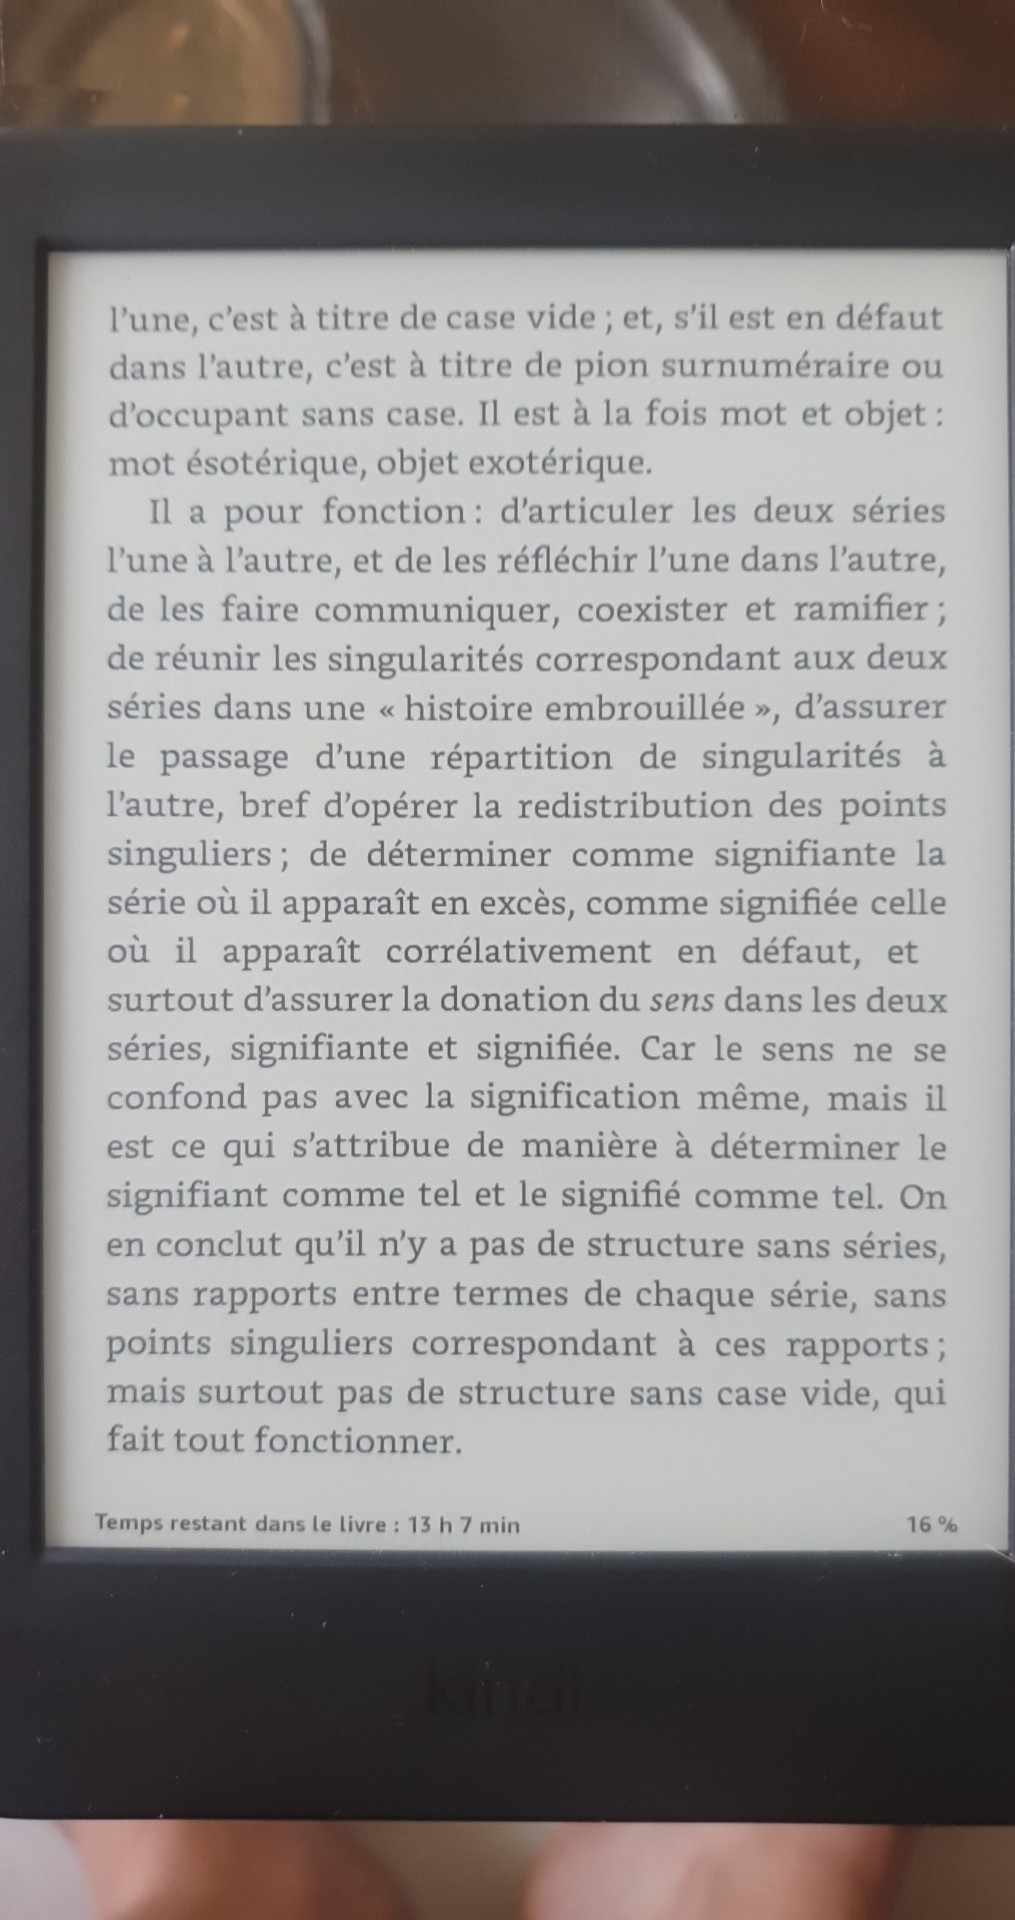 l'une, c'est à titre de case vide ; et, s'il est en défaut
dans l'autre, c'est à titre de pion surnuméraire ou
d'occupant sans case. Il est à la fois mot et objet :
mot ésotérique, objet exotérique.
Il a pour fonction : d'articuler les deux séries
l'une à l'autre, et de les réfléchir l'une dans l'autre,
de les faire communiquer, coexister et ramifier ;
de réunir les singularités correspondant aux deux
séries dans une « histoire embrouillée », d'assurer
le passage d'une répartition de singularités à
l'autre, bref d'opérer la redistribution des points
singuliers ; de déterminer comme signifiante la
série où il apparaît en excès, comme signifiée celle
où il apparaît corrélativement en défaut, et
surtout d'assurer la donation du sens dans les deux
séries, signifiante et signifiée. Car le sens ne se
confond pas avec la signification même, mais il
est ce qui s'attribue de manière à déterminer le
signifiant comme tel et le signifié comme tel. On
en conclut qu'il n'y a pas de structure sans séries,
sans rapports entre termes de chaque série, sans
points singuliers correspondant à ces rapports ;
mais surtout pas de structure sans case vide, qui
fait tout fonctionner.
Temps restant dans le livre : 13 h 7 min 16 %